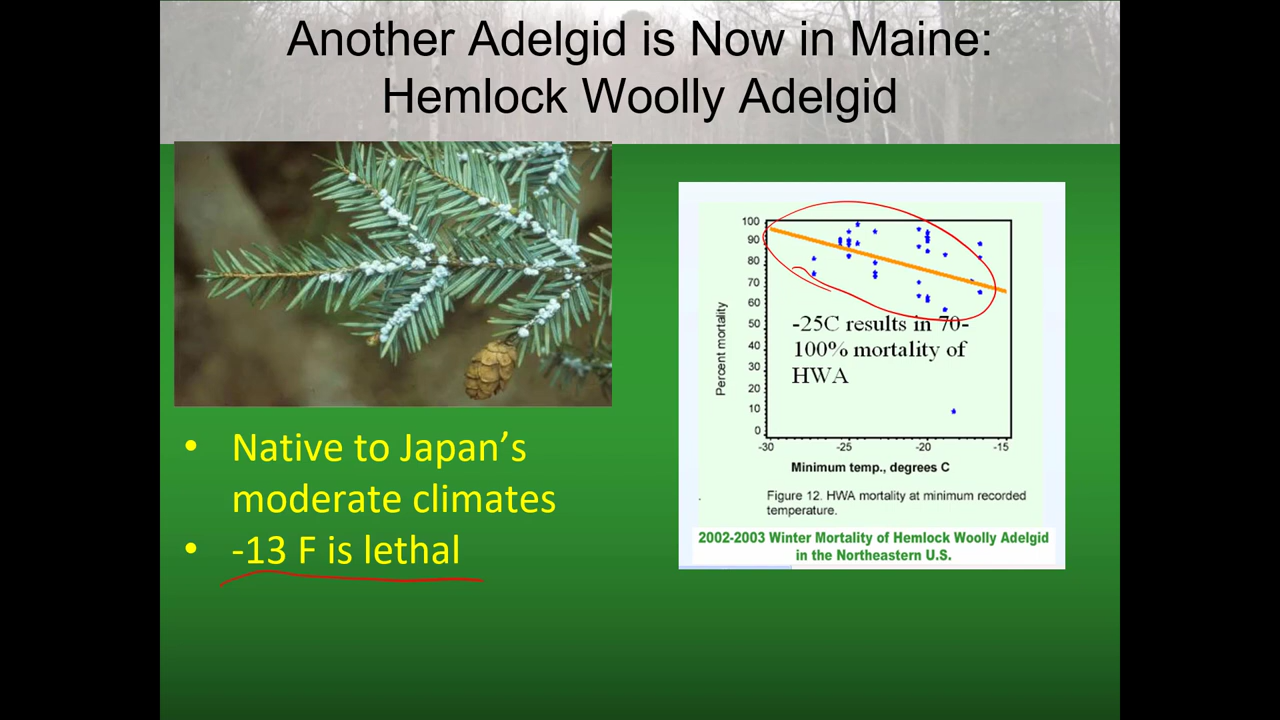 Another Adelgid is Now in Maine:
Hemlock Woolly Adelgid
• Native to Japan's
moderate climates
• -13 F is lethal
100
90
80
70
60
50
40
30
20
10
0
Percent mortality
-25C results in 70-
100% mortality of
HWA
-30 -25 -20 -15
Minimum temp., degrees C
Figure 12. HWA mortality at minimum recorded
temperature.
2002-2003 Winter Mortality of Hemlock Woolly Adelgid
in the Northeastern U.S.